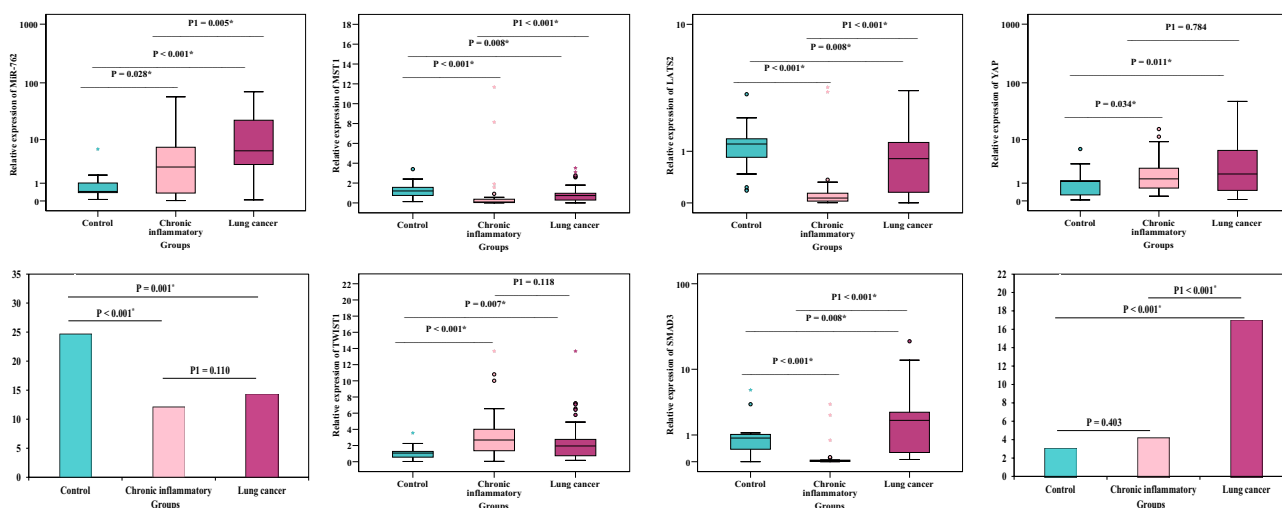 Relative expression of MiR-762
1000
100
10
1
0
P1 = 0.005*
P < 0.001*
P = 0.028*
Control
Chronic
inflammatory
Lung cancer
Groups
Relative expression of MST1
18
16
14
12
10
8
6
4
2
0
P1 < 0.001*
P = 0.008*
P < 0.001*
Control
Chronic
inflammatory
Lung cancer
Groups
Relative expression of LATS2
10
1
0
P1 < 0.001*
P = 0.008*
P < 0.001*
Control
Chronic
inflammatory
Lung cancer
Groups
Relative expression of YAP
1000
100
10
1
0
P1 = 0.784
P = 0.011*
P = 0.034*
Control
Chronic
inflammatory
Lung cancer
Groups
35
30
25
20
15
10
5
0
P = 0.001*
P < 0.001*
P1 = 0.110
Control
Chronic inflammatory
Lung cancer
Groups
Relative expression of TWIST1
22
20
18
16
14
12
10
8
6
4
2
0
P1 = 0.118
P = 0.007*
P < 0.001*
Control
Chronic
inflammatory
Lung cancer
Groups
Relative expression of SMAD3
100
10
1
0
P1 < 0.001*
P = 0.008*
P < 0.001*
Control
Chronic
inflammatory
Lung cancer
Groups
22
20
18
16
14
12
10
8
6
4
2
0
P1 < 0.001*
P < 0.001*
P = 0.403
Control
Chronic inflammatory
Lung cancer
Groups